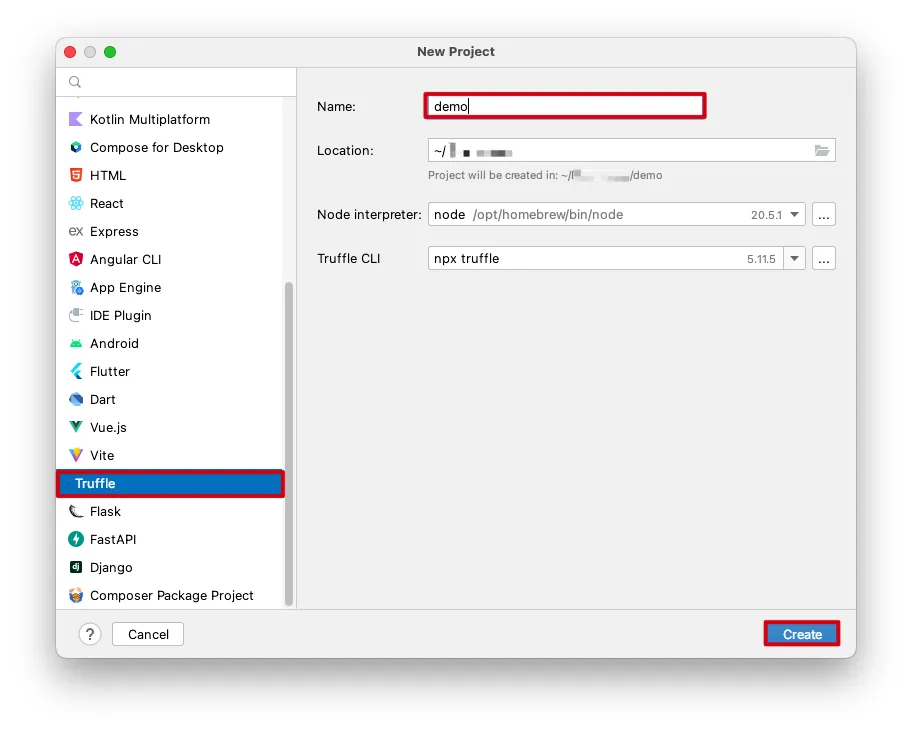 New Project
Kotlin Multiplatform
Compose for Desktop
HTML
React
Express
Angular CLI
App Engine
IDE Plugin
Android
Flutter
Dart
Vue.js
Vite
Truffle
Flask
FastAPI
Django
Composer Package Project
Name: demo
Location: ~/
Project will be created in: ~/ /demo
Node interpreter: node /opt/homebrew/bin/node 20.5.1 ...
Truffle CLI npx truffle 5.11.5 ...
? Cancel Create